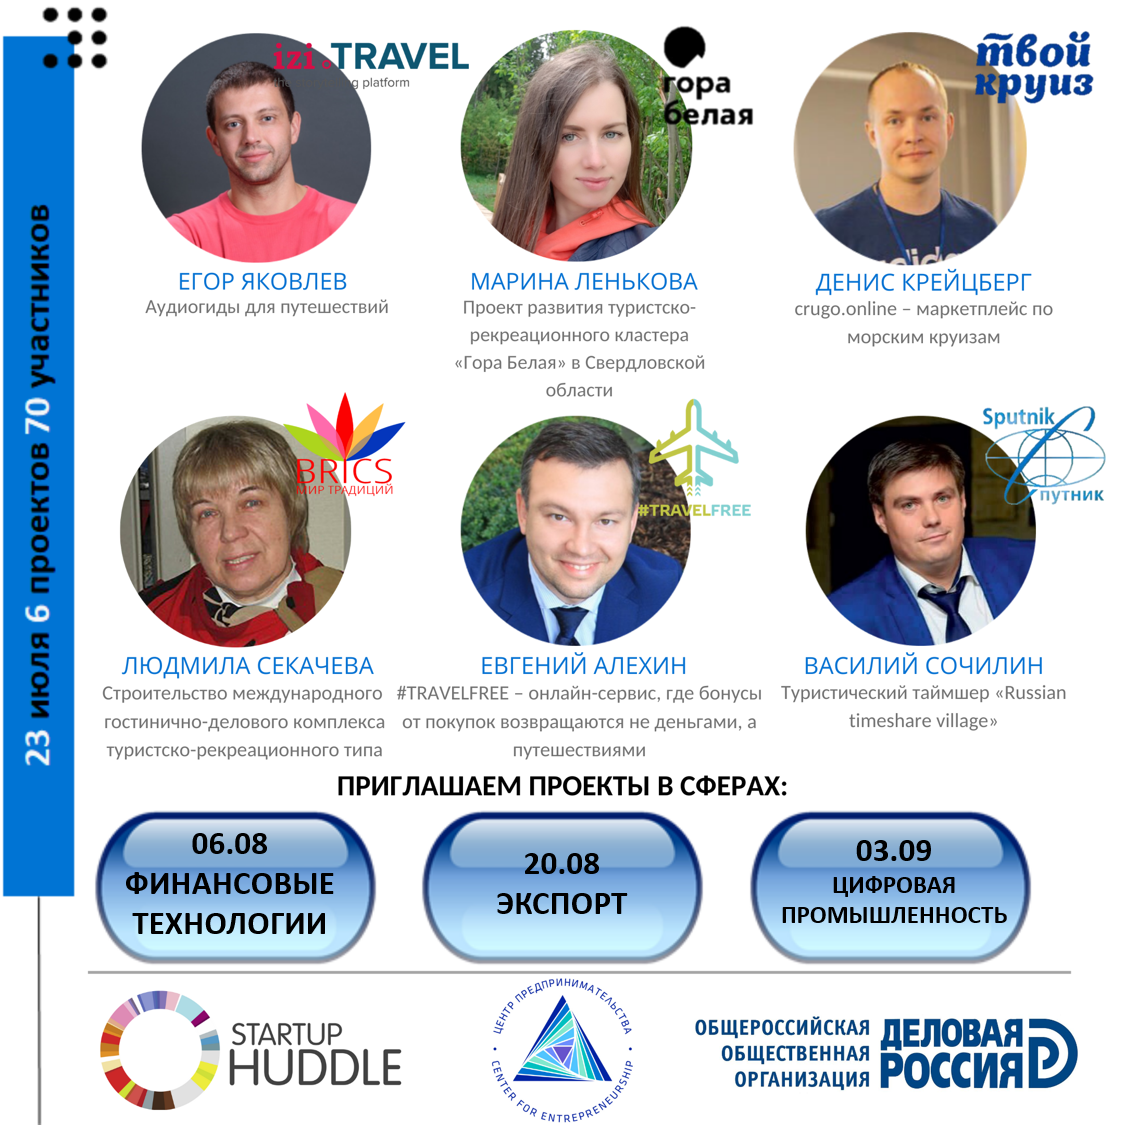 23 июля 6 проектов 70 участников
izi.TRAVEL
platform
гора
белая
твой
круиз
ЕГОР ЯКОВЛЕВ
Аудиогиды для путешествий
МАРИНА ЛЕНЬКОВА
Проект развития туристско-
рекреационного кластера
«Гора Белая» в Свердловской
области
ДЕНИС КРЕЙЦБЕРГ
crugo.online – маркетплейс по
морским круизам
BRICS
МИР ТРАДИЦИЙ
#TRAVELFREE
Sputnik
Спутник
ЛЮДМИЛА СЕКАЧЕВА
Строительство международного
гостинично-делового комплекса
туристско-рекреационного типа
ЕВГЕНИЙ АЛЕХИН
#TRAVELFREE – онлайн-сервис, где бонусы
от покупок возвращаются не деньгами, а
путешествиями
ВАСИЛИЙ СОЧИЛИН
Туристический таймшер «Russian
timeshare village»
ПРИГЛАШАЕМ ПРОЕКТЫ В СФЕРАХ:
06.08
ФИНАНСОВЫЕ
ТЕХНОЛОГИИ
20.08
ЭКСПОРТ
03.09
ЦИФРОВАЯ
ПРОМЫШЛЕННОСТЬ
STARTUP
HUDDLE
ЦЕНТР ПРЕДПРИНИМАТЕЛЬСТВА
CENTER FOR ENTREPRENEURSHIP
ОБЩЕРОССИЙСКАЯ
ОБЩЕСТВЕННАЯ
ОРГАНИЗАЦИЯ
ДЕЛОВАЯ
РОССИЯ